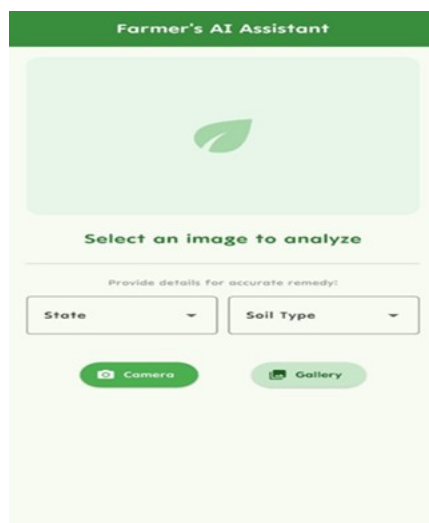 Farmer's AI Assistant
Select an image to analyze
Provide details for accurate remedy:
State
Soil Type
Camera
Gallery